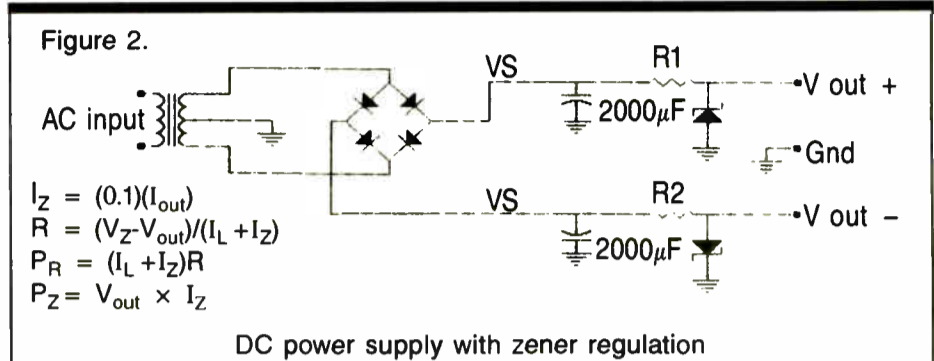 Figure 2.
AC input
VS
R1
V out +
2000μF
Gnd
VS
R2
V out −
2000μF
I_Z = (0.1)(I_out)
R = (V_Z-V_out)/(I_L +I_Z)
P_R = (I_L +I_Z)R
P_Z = V_out × I_Z
DC power supply with zener regulation